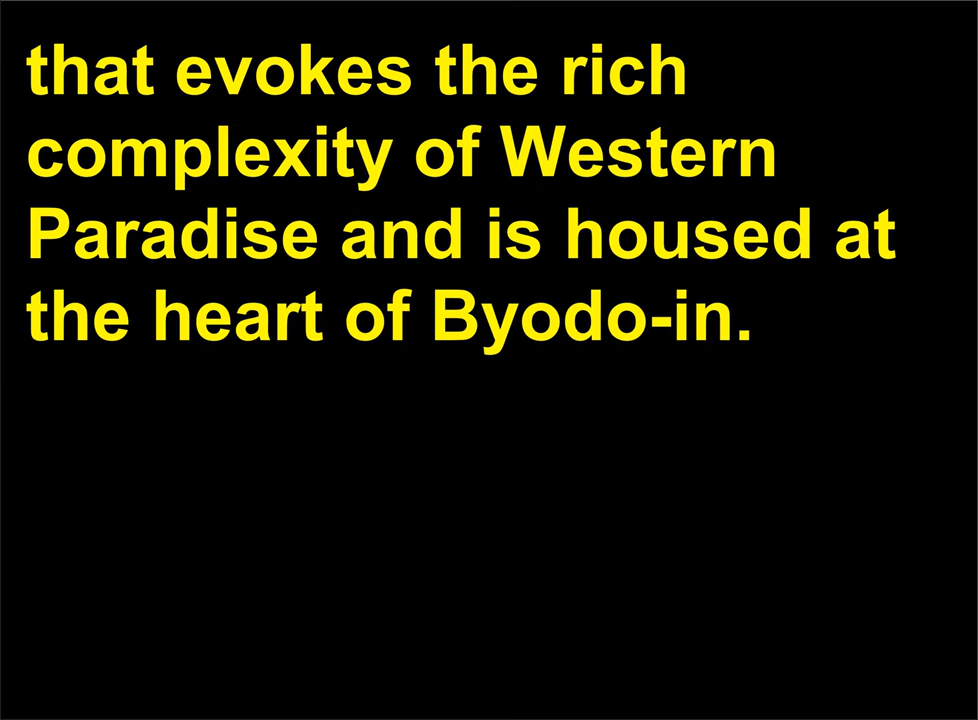 that evokes the rich
complexity of Western
Paradise and is housed at
the heart of Byodo-in.